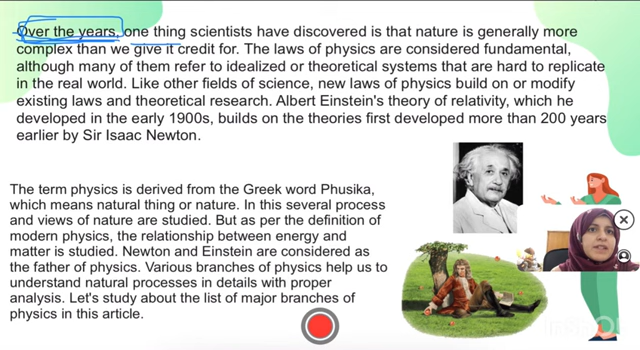 Over the years, one thing scientists have discovered is that nature is generally more
complex than we give it credit for. The laws of physics are considered fundamental,
although many of them refer to idealized or theoretical systems that are hard to replicate
in the real world. Like other fields of science, new laws of physics build on or modify
existing laws and theoretical research. Albert Einstein's theory of relativity, which he
developed in the early 1900s, builds on the theories first developed more than 200 years
earlier by Sir Isaac Newton.
The term physics is derived from the Greek word Phusika,
which means natural thing or nature. In this several process
and views of nature are studied. But as per the definition of
modern physics, the relationship between energy and
matter is studied. Newton and Einstein are considered as
the father of physics. Various branches of physics help us to
understand natural processes in details with proper
analysis. Let's study about the list of major branches of
physics in this article.